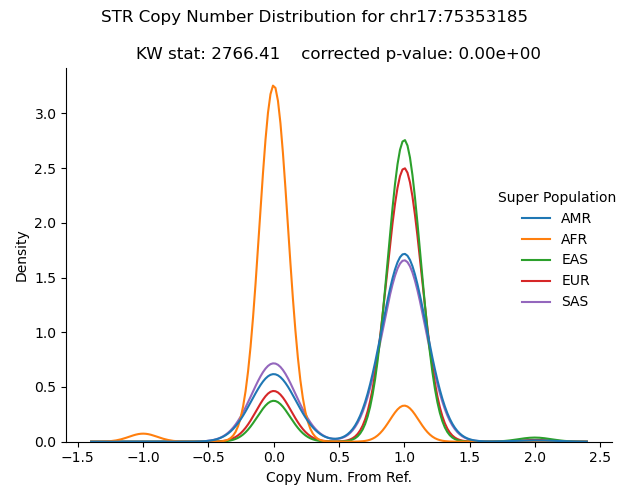 STR Copy Number Distribution for chr17:75353185
KW stat: 2766.41    corrected p-value: 0.00e+00
Density
3.0
2.5
2.0
1.5
1.0
0.5
0.0
−1.5 −1.0 −0.5 0.0 0.5 1.0 1.5 2.0 2.5
Copy Num. From Ref.
Super Population
AMR
AFR
EAS
EUR
SAS